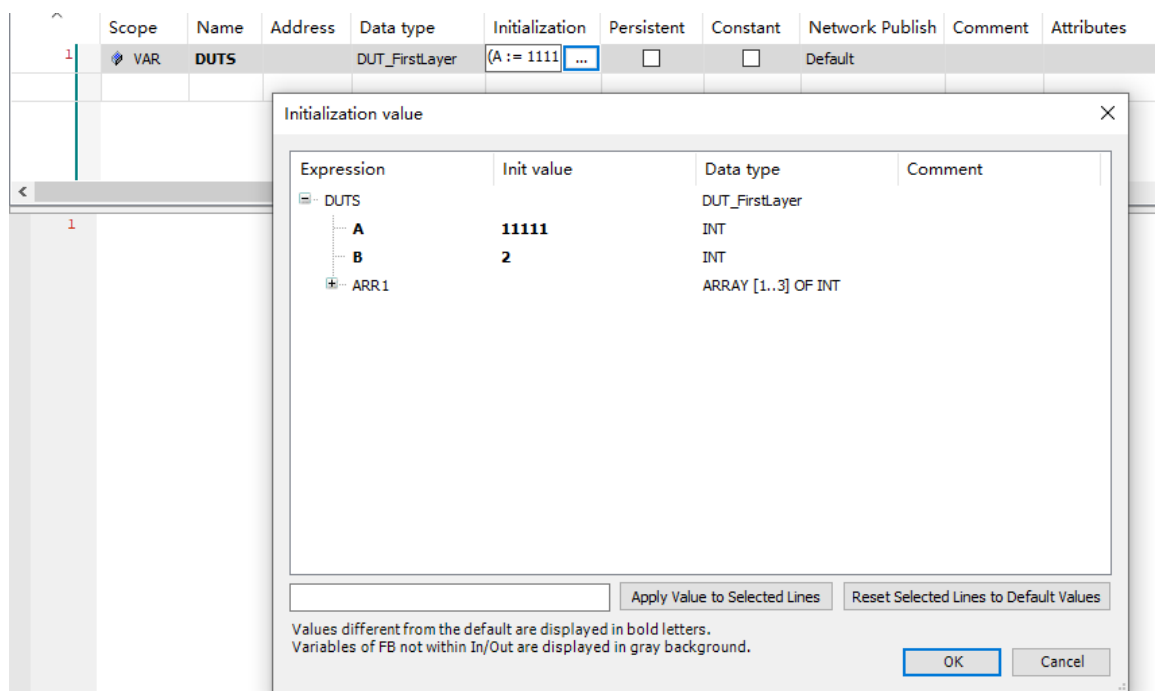 Scope Name Address Data type Initialization Persistent Constant Network Publish Comment Attributes
1 VAR DUTS DUT_FirstLayer (A := 1111 ... Default
Initialization value
Expression Init value Data type Comment
DUTS DUT_FirstLayer
A 11111 INT
B 2 INT
ARR1 ARRAY [1..3] OF INT
1
Apply Value to Selected Lines Reset Selected Lines to Default Values
Values different from the default are displayed in bold letters.
Variables of FB not within In/Out are displayed in gray background.
OK Cancel